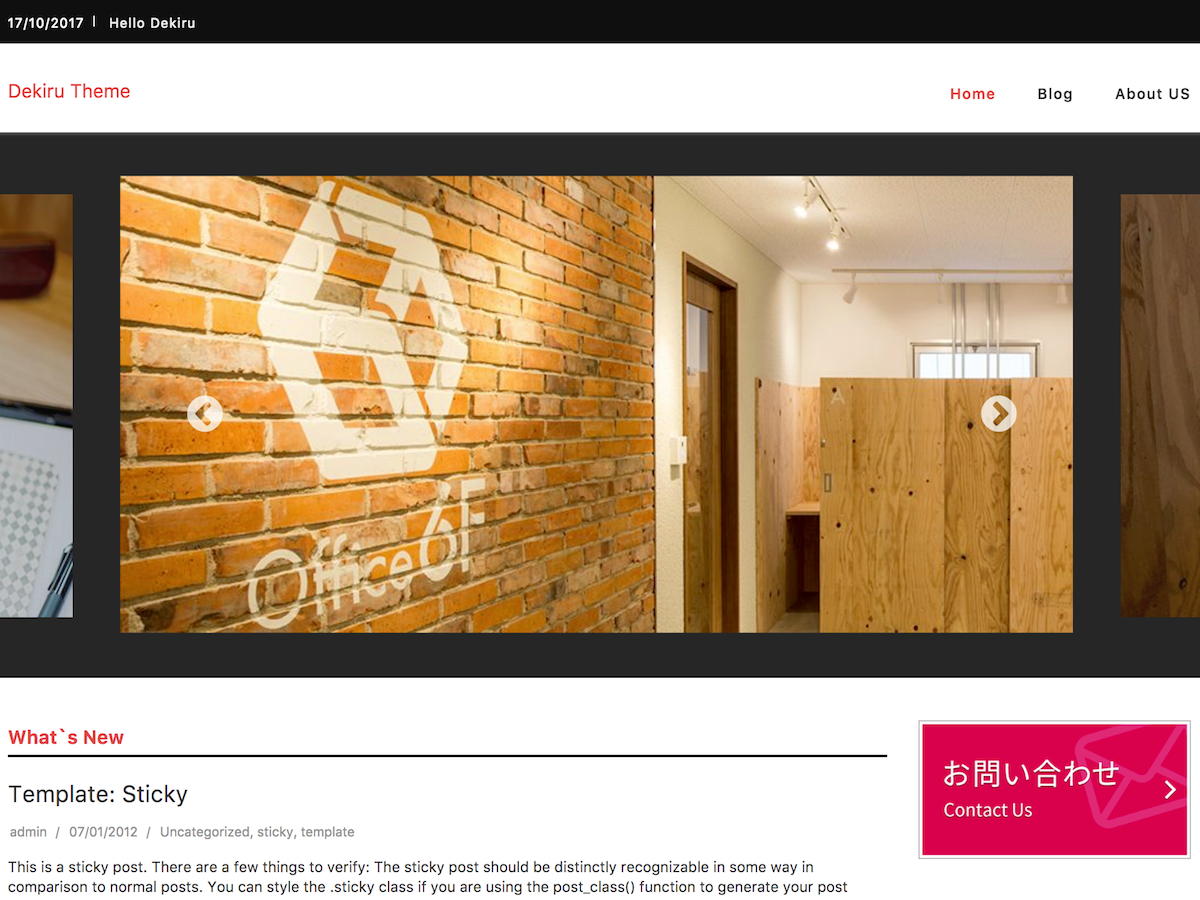 17/10/2017 | Hello Dekiru
Dekiru Theme
Home Blog About US
A
Office6F
What`s New
Template: Sticky
admin / 07/01/2012 / Uncategorized, sticky, template
This is a sticky post. There are a few things to verify: The sticky post should be distinctly recognizable in some way in
comparison to normal posts. You can style the .sticky class if you are using the post_class() function to generate your post
お問い合わせ
Contact Us